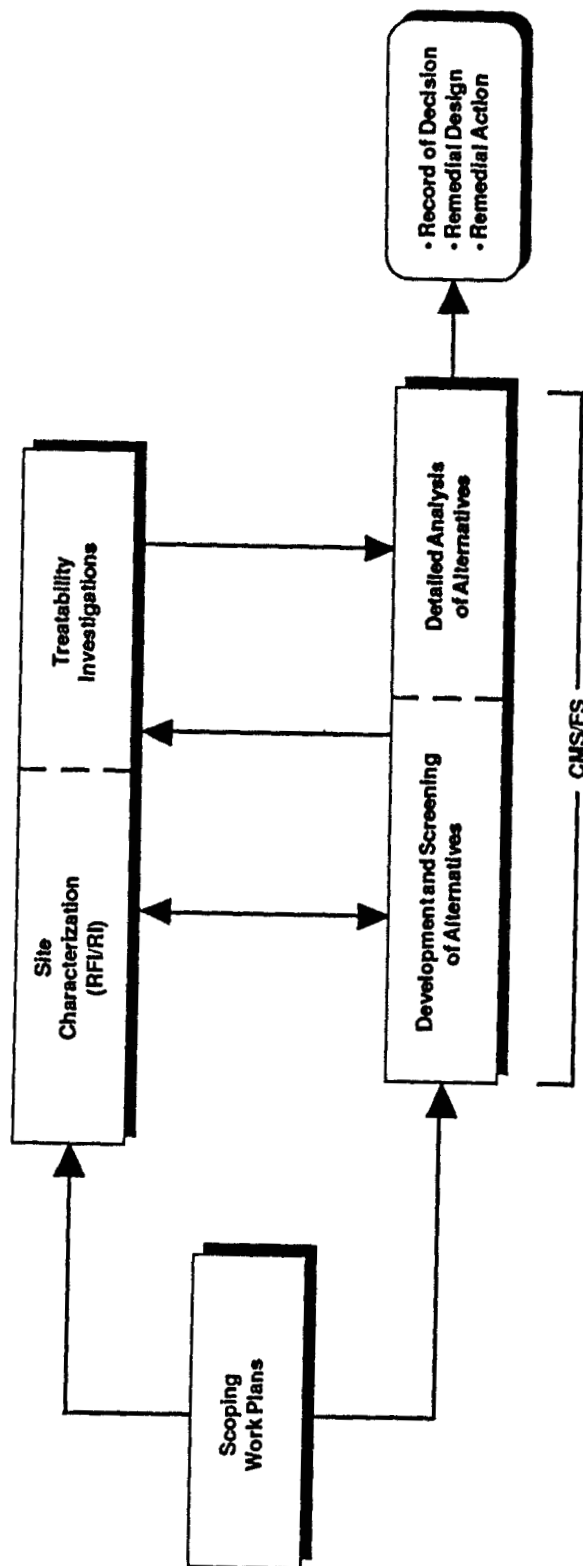 Scoping
Work Plans
Site
Characterization
(RFI/RI)
Treatability
Investigations
Development and Screening
of Alternatives
Detailed Analysis
of Alternatives
CMS/FS
• Record of Decision
• Remedial Design
• Remedial Action